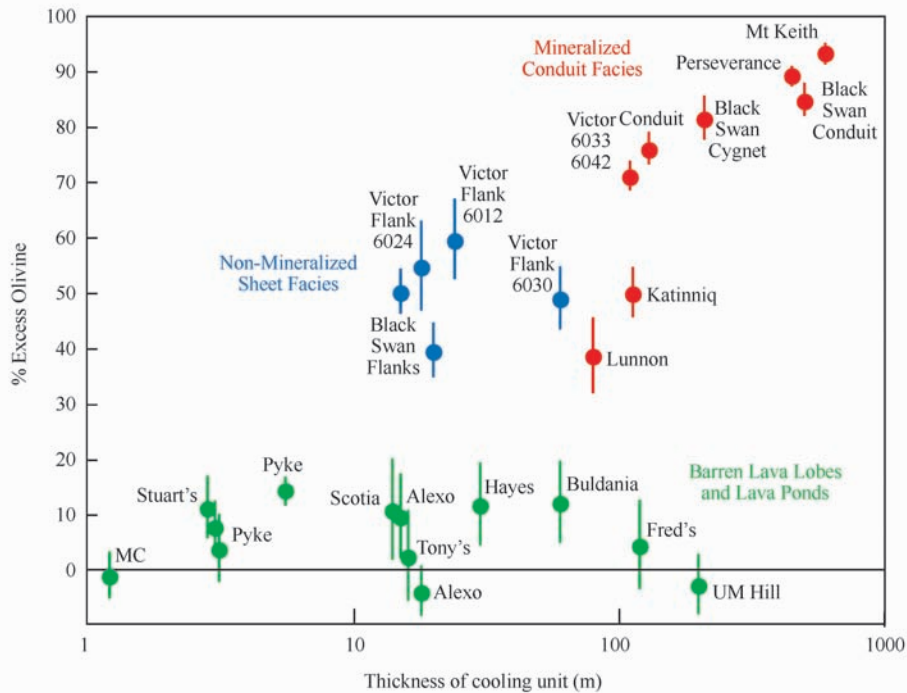 % Excess Olivine
100
90
80
70
60
50
40
30
20
10
0
Mineralized
Conduit Facies
Mt Keith
Perseverance
Black
Swan
Conduit
Black
Swan
Cygnet
Victor Conduit
6033
6042
Victor
Flank
6012
Victor
Flank
6024
Non-Mineralized
Sheet Facies
Victor
Flank
6030
Black
Swan
Flanks
Katinniq
Lunnon
Barren Lava Lobes
and Lava Ponds
Pyke
Stuart's
Pyke
MC
Scotia
Alexo
Tony's
Alexo
Hayes
Buldania
Fred's
UM Hill
1
10
100
1000
Thickness of cooling unit (m)